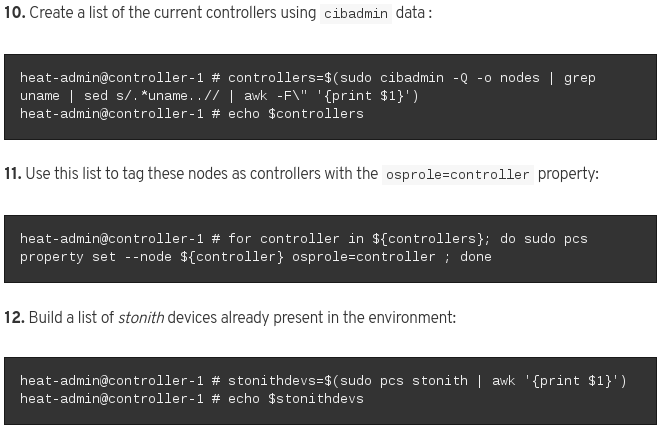 10. Create a list of the current controllers using cibadmin data :
heat-admin@controller-1 # controllers=$(sudo cibadmin -Q -o nodes | grep
uname | sed s/.*uname..// | awk -F\" '{print $1}')
heat-admin@controller-1 # echo $controllers
11. Use this list to tag these nodes as controllers with the osprole=controller property:
heat-admin@controller-1 # for controller in ${controllers}; do sudo pcs
property set --node ${controller} osprole=controller ; done
12. Build a list of stonith devices already present in the environment:
heat-admin@controller-1 # stonithdevs=$(sudo pcs stonith | awk '{print $1}')
heat-admin@controller-1 # echo $stonithdevs